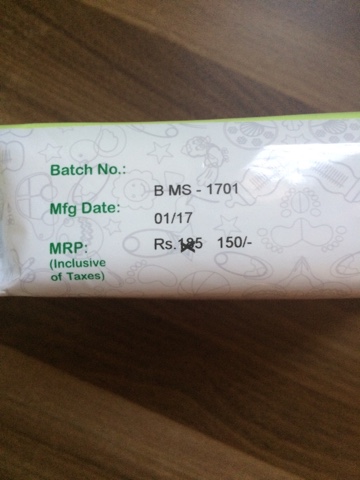 Batch No.:
B MS - 1701
Mfg Date:
01/17
MRP: Rs. 150/-
(Inclusive
of Taxes)